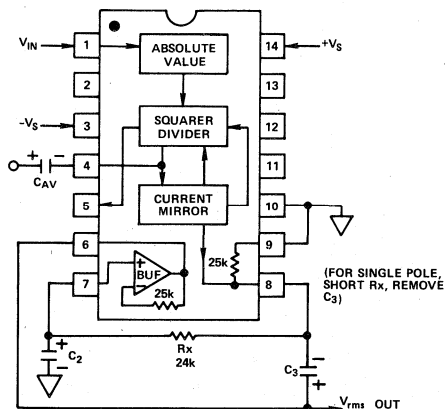 V_IN
1
ABSOLUTE
VALUE
14
+V_S
2
13
-V_S
3
SQUARER
DIVIDER
12
+ -
4
C_AV
11
5
CURRENT
MIRROR
10
6
9
25k
BUF
+
-
25k
7
8
(FOR SINGLE POLE,
SHORT Rx, REMOVE
C3)
+
C2
-
Rx
24k
-
C3
+
V_rms OUT